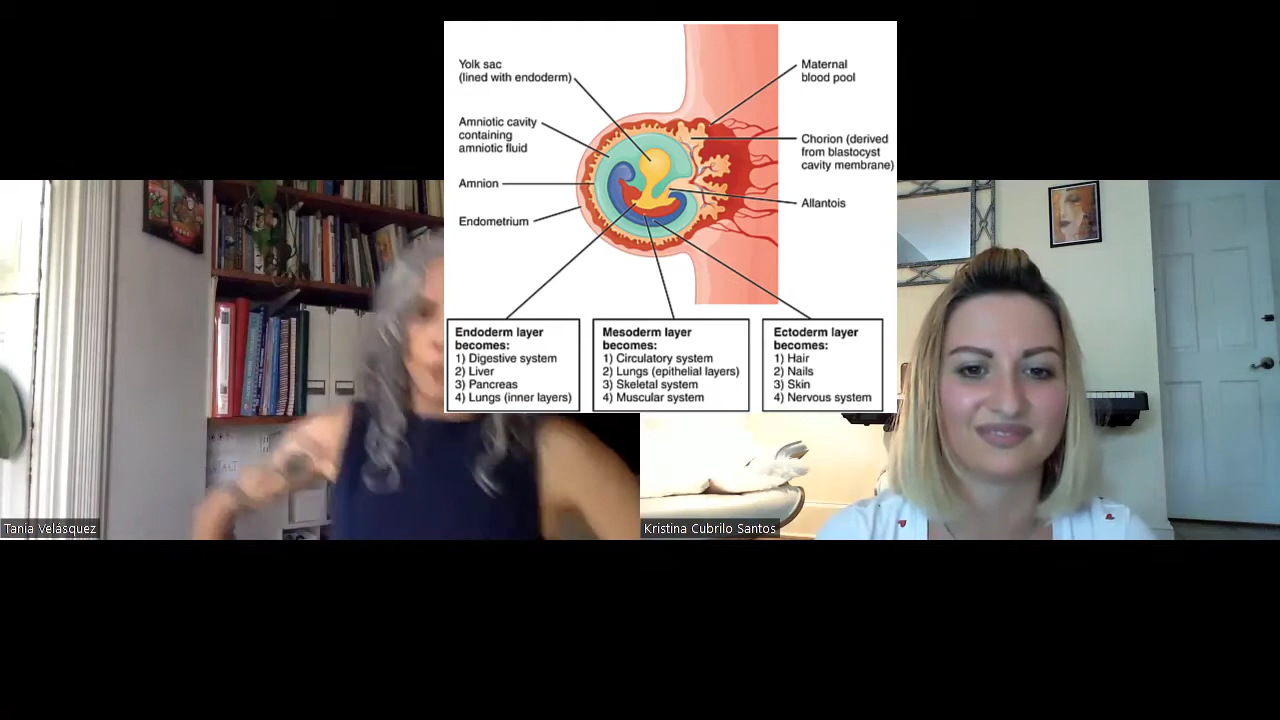 Yolk sac
(lined with endoderm)
Amniotic cavity
containing
amniotic fluid
Amnion
Endometrium
Maternal
blood pool
Chorion (derived
from blastocyst
cavity membrane)
Allantois
Endoderm layer
becomes:
1) Digestive system
2) Liver
3) Pancreas
4) Lungs (inner layers)
Mesoderm layer
becomes:
1) Circulatory system
2) Lungs (epithelial layers)
3) Skeletal system
4) Muscular system
Ectoderm layer
becomes:
1) Hair
2) Nails
3) Skin
4) Nervous system
Tania Velásquez
Kristina Cubrilo Santos